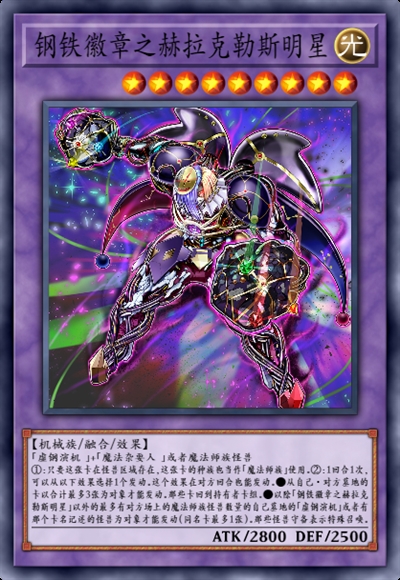 钢铁徽章之赫拉克勒斯明星
光
【机械族/融合/效果】
「虚钢演机」+「魔法杂耍人」或者魔法师族怪兽
①：只要这张卡在怪兽区域存在，这张卡的种族也当作「魔法师族」使用。②：1回合1次，
可以从以下效果选择1个发动。这个效果在对方回合也能发动。●从自己·对方墓地的
卡以合计最多3张为对象才能发动。那些卡回到持有者卡组。●以除「钢铁徽章之赫拉克
勒斯明星」以外的最多有对方场上的魔法师族怪兽数量的自己墓地的「虚钢演机」或者有
那个卡名记述的怪兽为对象才能发动（同名卡最多1张）。那些怪兽守备表示特殊召唤。
ATK/2800 DEF/2500